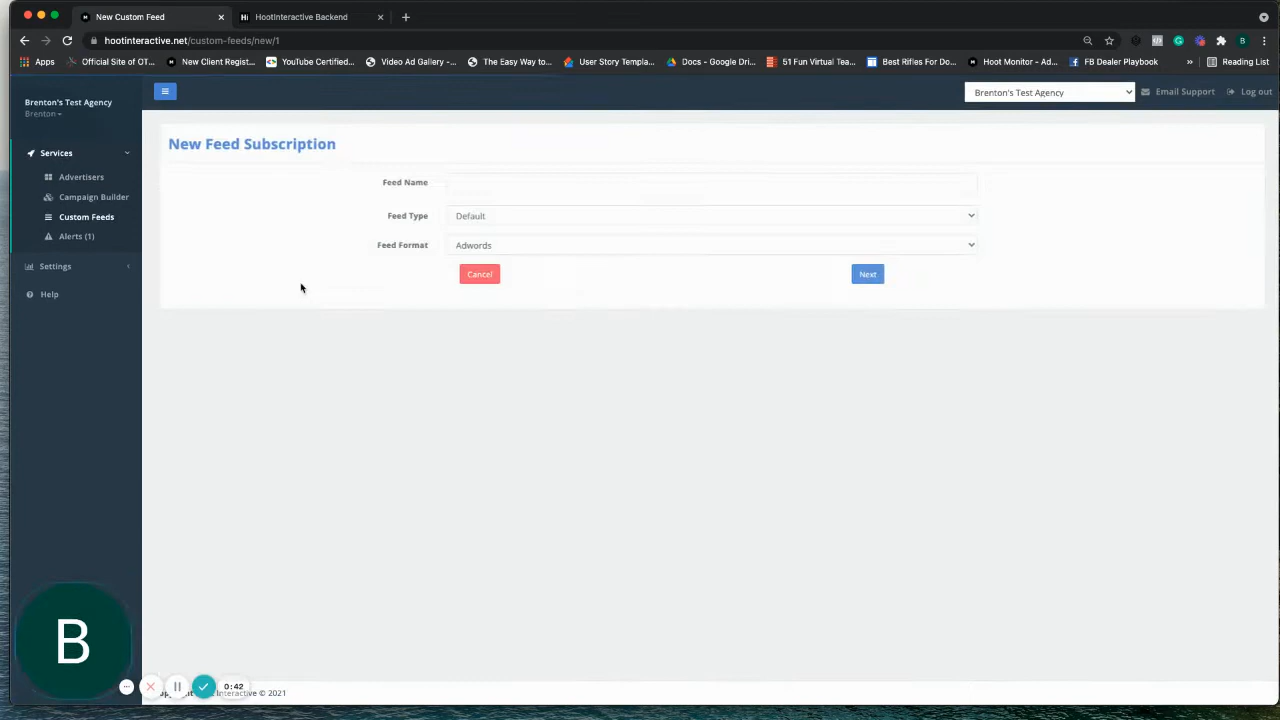 New Custom Feed
HootInteractive Backend
hootinteractive.net/custom-feeds/new/1
Apps
Official Site of OT...
New Client Regist...
YouTube Certified...
Video Ad Gallery -...
The Easy way to...
User Story Templa...
Docs - Google Dri...
51 Fun Virtual Tea...
Best Rifles For Do...
Hoot Monitor - Ad...
FB Dealer Playbook
»
Reading List
Brenton's Test Agency
Brenton
Services
Advertisers
Campaign Builder
Custom Feeds
Alerts (1)
Settings
Help
Brenton's Test Agency
Email Support
Log out
New Feed Subscription
Feed Name
Feed Type
Default
Feed Format
Adwords
Cancel
Next
B
0:42
Interactive © 2021